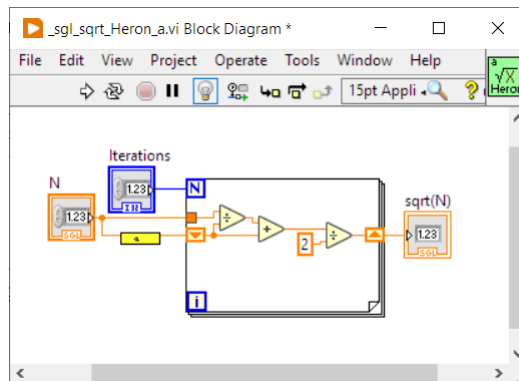 _sgl_sqrt_Heron_a.vi Block Diagram *
File Edit View Project Operate Tools Window Help
15pt Appli
a
√X
Heron
Iterations
1.23
N
N
1.23
SGL
a
2
i
sqrt(N)
1.23
SGL